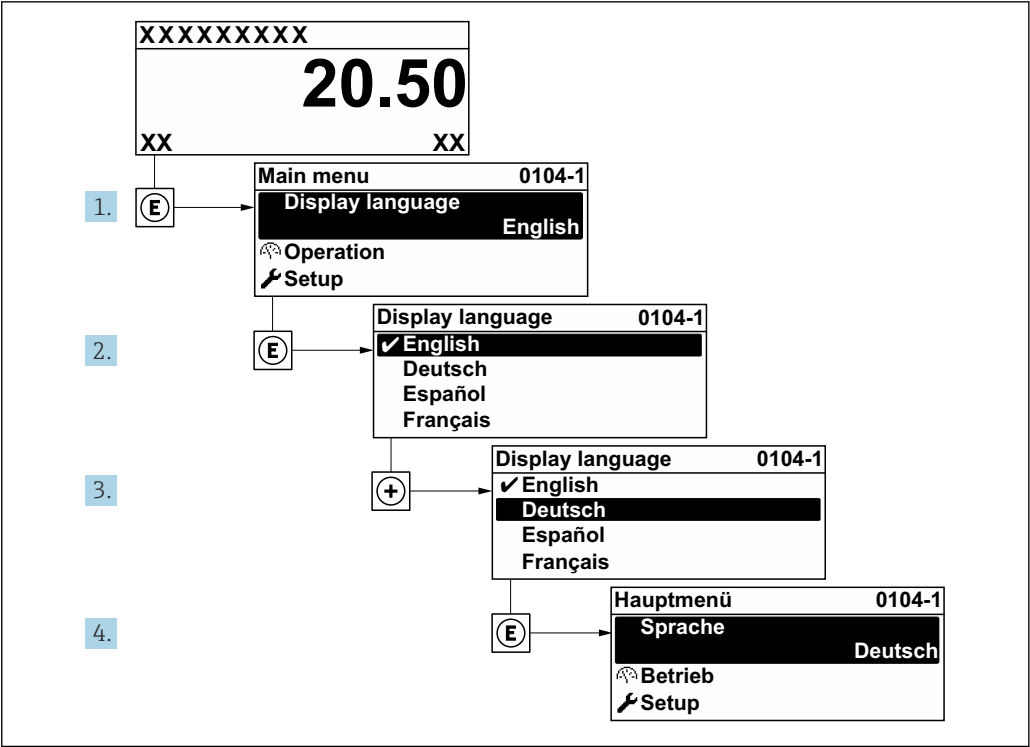 XXXXXXXXX
20.50
XX XX
Main menu 0104-1
1. E Display language
English
Operation
Setup
Display language 0104-1
2. E ✔English
Deutsch
Español
Français
Display language 0104-1
3. + ✔English
Deutsch
Español
Français
Hauptmenü 0104-1
4. E Sprache
Deutsch
Betrieb
Setup